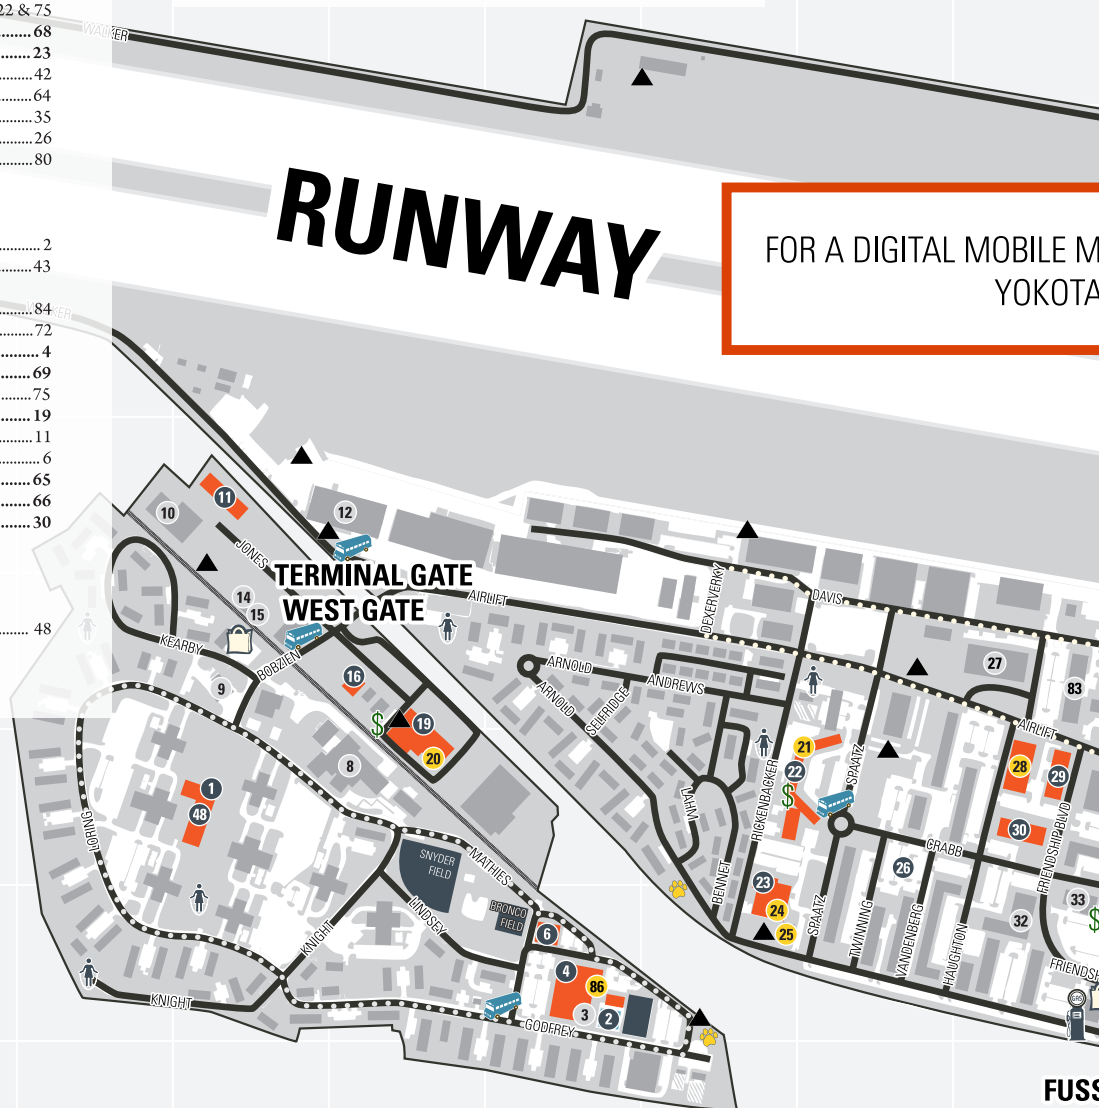 22 & 75
68
23
42
64
35
26
80
2
43
84
72
4
69
75
19
11
6
65
66
30
48
WALKER
RUNWAY
FOR A DIGITAL MOBILE M
YOKOTA
10
11
12
JONES
TERMINAL GATE
WEST GATE
14
15
AIRLIFT
DAVIS
KEARBY
BOBZIEN
9
16
$
19
20
8
ARNOLD
ARNOLD
SELFRIDGE
ANDREWS
27
83
AIRLIFT
21
22
$
RICKENBACKER
SPAATZ
28
29
30
FRIENDSHIP BLVD
CRABB
LAHM
BENNET
23
24
25
SPAATZ
TWINNING
26
VANDENBERG
HAUGHTON
32
33
$
FRIENDSH
GAS
1
48
LORING
SNYDER
FIELD
MATHIES
BRONCO
FIELD
LINDSEY
KNIGHT
KNIGHT
6
4
86
3
2
GODFREY
FUSS